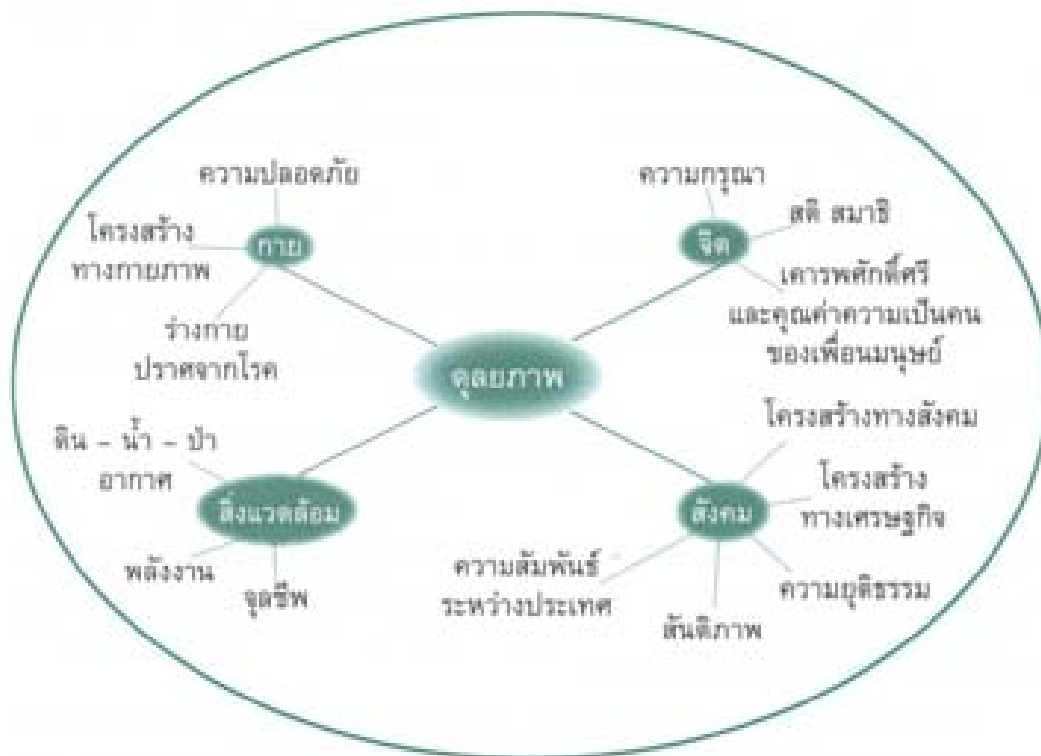 ความปลอดภัย
กาย
โครงสร้าง
ทางกายภาพ
ร่างกาย
ปราศจากโรค
ความกรุณา
จิต
สติ สมาธิ
เคารพศักดิ์ศรี
และคุณค่าความเป็นคน
ของเพื่อนมนุษย์
ดุลยภาพ
ดิน - น้ำ - ป่า
อากาศ
สิ่งแวดล้อม
พลังงาน
จุลชีพ
โครงสร้างทางสังคม
สังคม
โครงสร้าง
ทางเศรษฐกิจ
ความยุติธรรม
สันติภาพ
ความสัมพันธ์
ระหว่างประเทศ